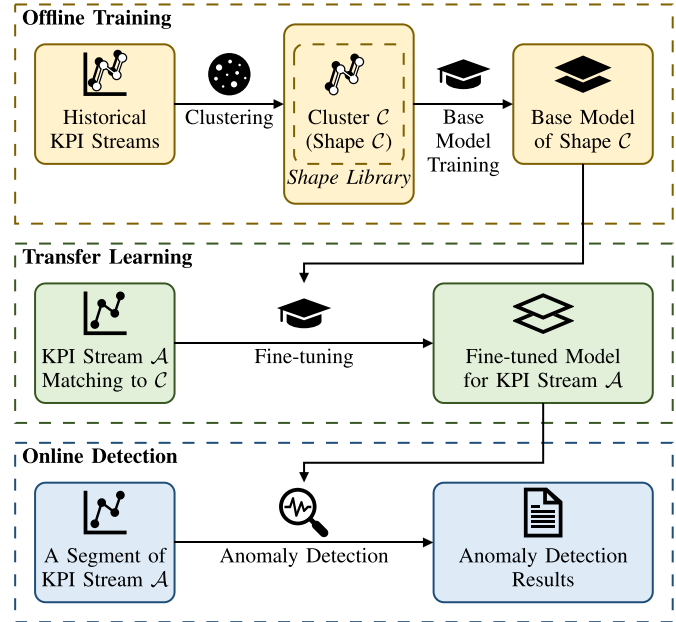 Offline Training
Historical
KPI Streams
Clustering
Cluster 𝒞
(Shape 𝒞)
Shape Library
Base
Model
Training
Base Model
of Shape 𝒞
Transfer Learning
KPI Stream 𝒜
Matching to 𝒞
Fine-tuning
Fine-tuned Model
for KPI Stream 𝒜
Online Detection
A Segment of
KPI Stream 𝒜
Anomaly Detection
Anomaly Detection
Results